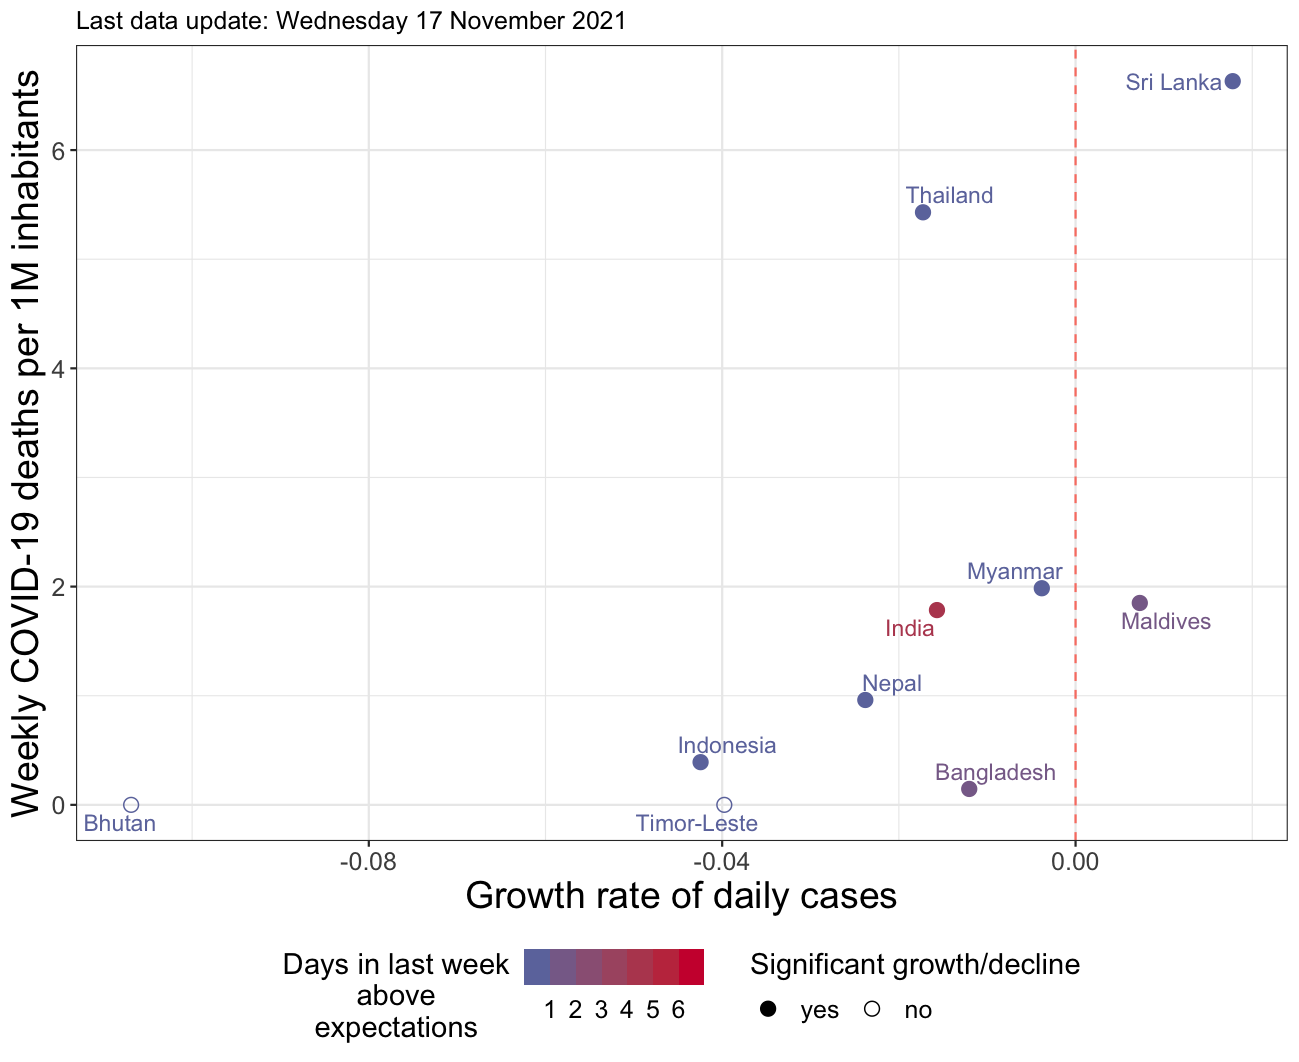 Last data update: Wednesday 17 November 2021
Weekly COVID-19 deaths per 1M inhabitants
6
4
2
0
Sri Lanka
Thailand
Myanmar
Maldives
India
Nepal
Indonesia
Bangladesh
Bhutan
Timor-Leste
-0.08
-0.04
0.00
Growth rate of daily cases
Days in last week
above
expectations
1 2 3 4 5 6
Significant growth/decline
yes
no